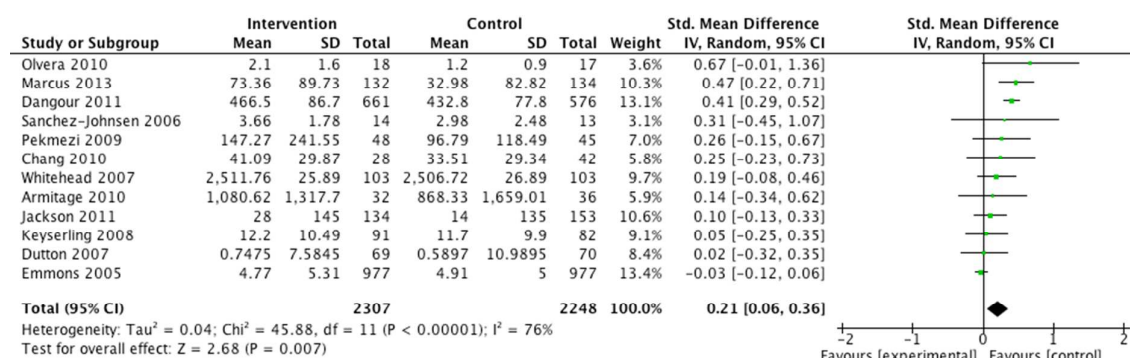 Intervention Control Std. Mean Difference Std. Mean Difference
Study or Subgroup Mean SD Total Mean SD Total Weight IV, Random, 95% CI IV, Random, 95% CI
Olvera 2010 2.1 1.6 18 1.2 0.9 17 3.6% 0.67 [-0.01, 1.36]
Marcus 2013 73.36 89.73 132 32.98 82.82 134 10.3% 0.47 [0.22, 0.71]
Dangour 2011 466.5 86.7 661 432.8 77.8 576 13.1% 0.41 [0.29, 0.52]
Sanchez-Johnsen 2006 3.66 1.78 14 2.98 2.48 13 3.1% 0.31 [-0.45, 1.07]
Pekmezi 2009 147.27 241.55 48 96.79 118.49 45 7.0% 0.26 [-0.15, 0.67]
Chang 2010 41.09 29.87 28 33.51 29.34 42 5.8% 0.25 [-0.23, 0.73]
Whitehead 2007 2,511.76 25.89 103 2,506.72 26.89 103 9.7% 0.19 [-0.08, 0.46]
Armitage 2010 1,080.62 1,317.7 32 868.33 1,659.01 36 5.9% 0.14 [-0.34, 0.62]
Jackson 2011 28 145 134 14 135 153 10.6% 0.10 [-0.13, 0.33]
Keyserling 2008 12.2 10.49 91 11.7 9.9 82 9.1% 0.05 [-0.25, 0.35]
Dutton 2007 0.7475 7.5845 69 0.5897 10.9895 70 8.4% 0.02 [-0.32, 0.35]
Emmons 2005 4.77 5.31 977 4.91 5 977 13.4% -0.03 [-0.12, 0.06]
Total (95% CI) 2307 2248 100.0% 0.21 [0.06, 0.36]
Heterogeneity: Tau² = 0.04; Chi² = 45.88, df = 11 (P < 0.00001); I² = 76%
Test for overall effect: Z = 2.68 (P = 0.007)
-2 -1 0 1 2
Favours [experimental] Favours [control]